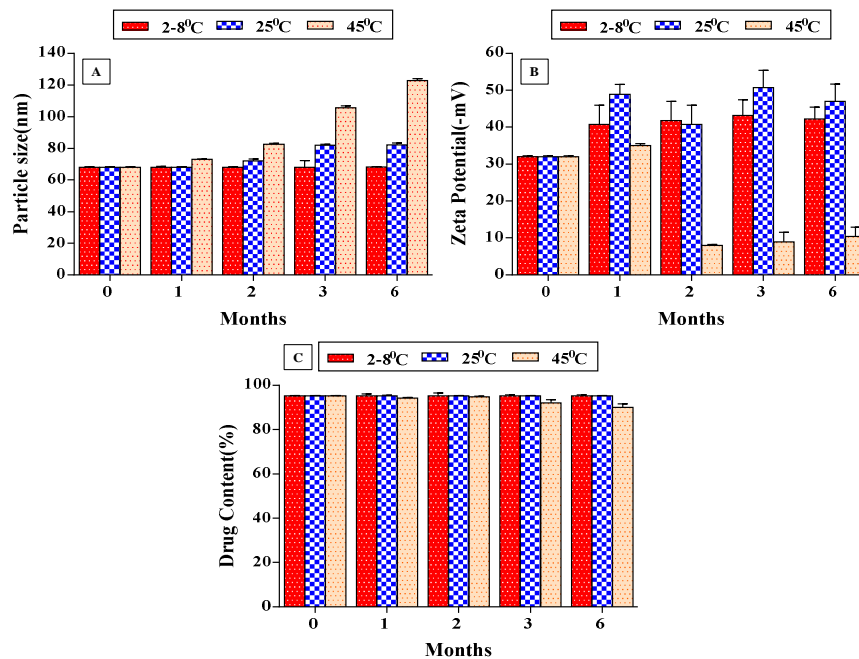 2-8⁰C 25⁰C 45⁰C
A
Particle size(nm)
140
120
100
80
60
40
20
0
0 1 2 3 6
Months
2-8⁰C 25⁰C 45⁰C
B
Zeta Potential(-mV)
60
50
40
30
20
10
0
0 1 2 3 6
Months
C
2-8⁰C 25⁰C 45⁰C
Drug Content(%)
100
80
60
40
20
0
0 1 2 3 6
Months